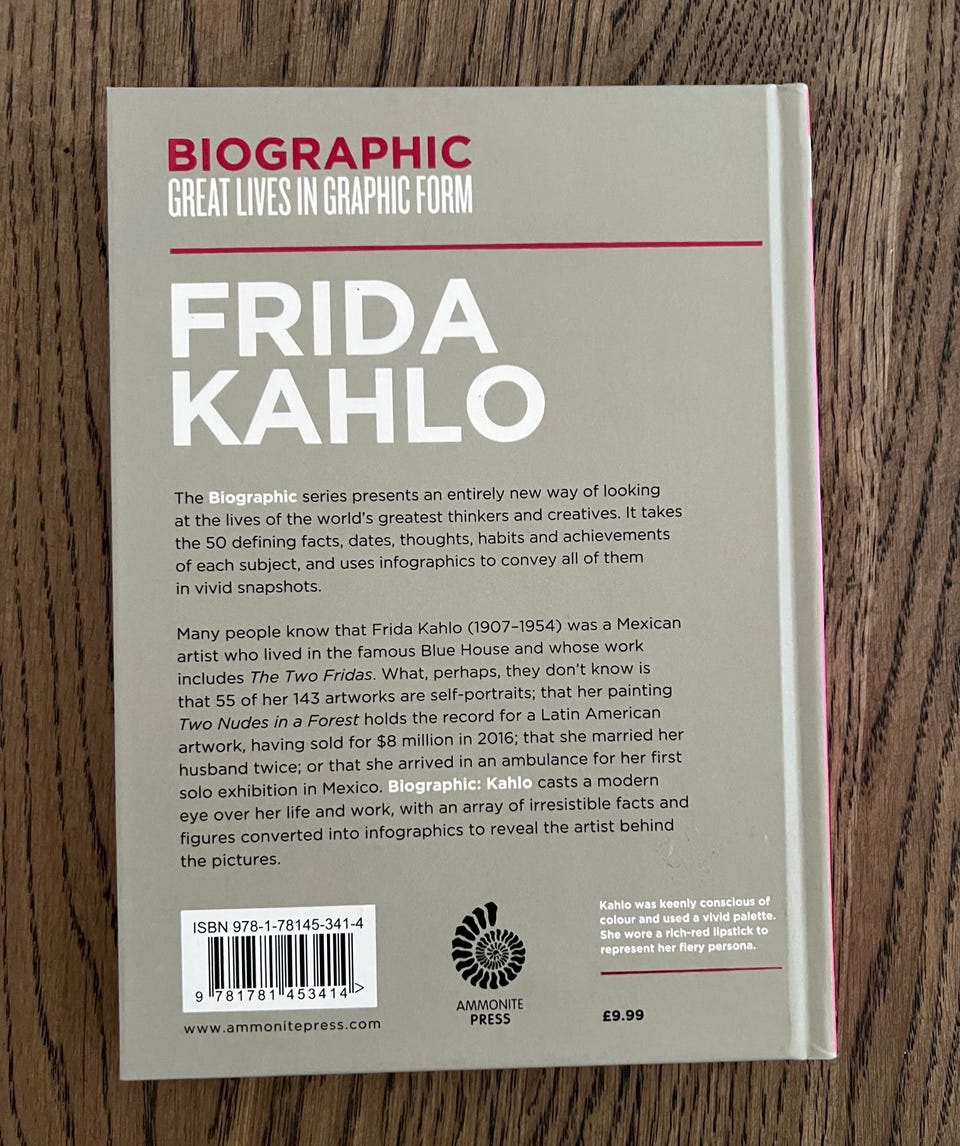 BIOGRAPHIC
GREAT LIVES IN GRAPHIC FORM
FRIDA
KAHLO
The Biographic series presents an entirely new way of looking
at the lives of the world's greatest thinkers and creatives. It takes
the 50 defining facts, dates, thoughts, habits and achievements
of each subject, and uses infographics to convey all of them
in vivid snapshots.
Many people know that Frida Kahlo (1907–1954) was a Mexican
artist who lived in the famous Blue House and whose work
includes The Two Fridas. What, perhaps, they don't know is
that 55 of her 143 artworks are self-portraits; that her painting
Two Nudes in a Forest holds the record for a Latin American
artwork, having sold for $8 million in 2016; that she married her
husband twice; or that she arrived in an ambulance for her first
solo exhibition in Mexico. Biographic: Kahlo casts a modern
eye over her life and work, with an array of irresistible facts and
figures converted into infographics to reveal the artist behind
the pictures.
ISBN 978-1-78145-341-4
9 781781 453414 >
www.ammonitepress.com
AMMONITE
PRESS
Kahlo was keenly conscious of
colour and used a vivid palette.
She wore a rich-red lipstick to
represent her fiery persona.
£9.99